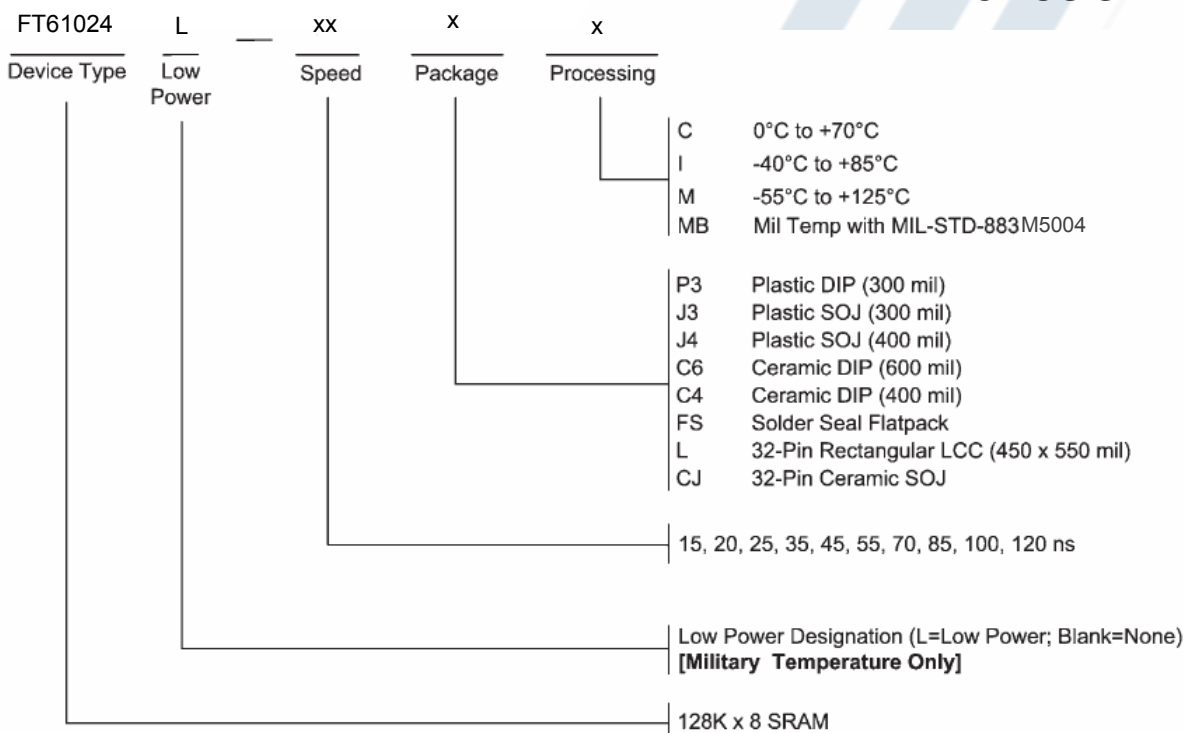 FT61024 L __ xx x x
Device Type Low Power Speed Package Processing
C 0°C to +70°C
I -40°C to +85°C
M -55°C to +125°C
MB Mil Temp with MIL-STD-883 M5004
P3 Plastic DIP (300 mil)
J3 Plastic SOJ (300 mil)
J4 Plastic SOJ (400 mil)
C6 Ceramic DIP (600 mil)
C4 Ceramic DIP (400 mil)
FS Solder Seal Flatpack
L 32-Pin Rectangular LCC (450 x 550 mil)
CJ 32-Pin Ceramic SOJ
15, 20, 25, 35, 45, 55, 70, 85, 100, 120 ns
Low Power Designation (L=Low Power; Blank=None)
[Military Temperature Only]
128K x 8 SRAM